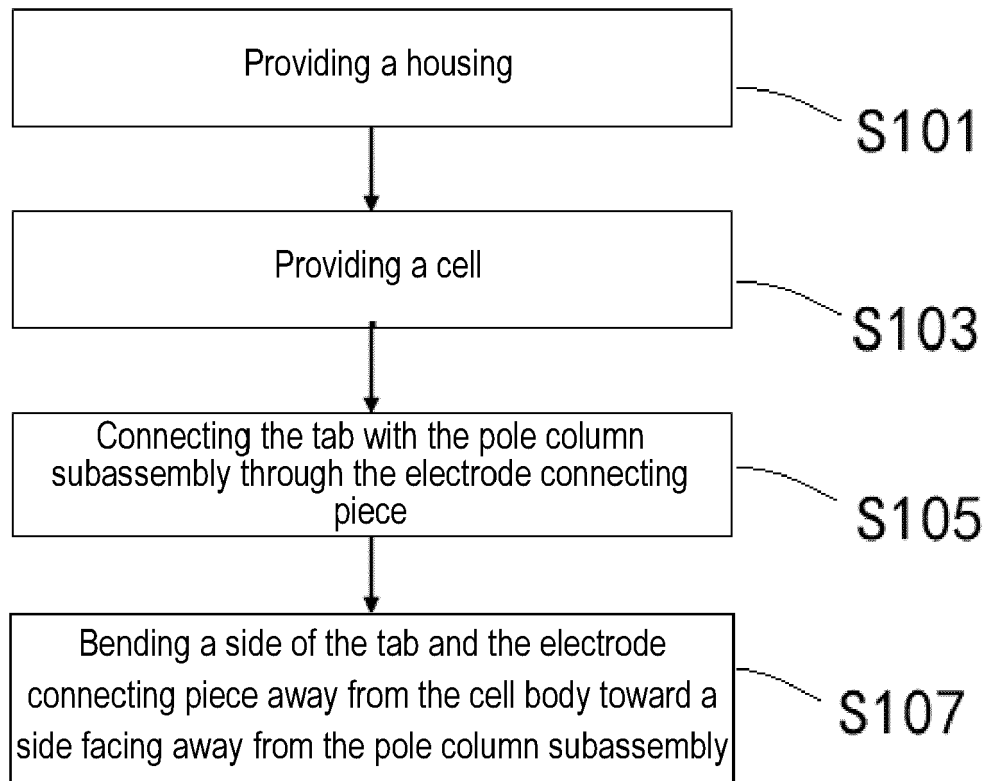 Providing a housing
S101
Providing a cell
S103
Connecting the tab with the pole column
subassembly through the electrode connecting
piece
S105
Bending a side of the tab and the electrode
connecting piece away from the cell body toward a
side facing away from the pole column subassembly
S107